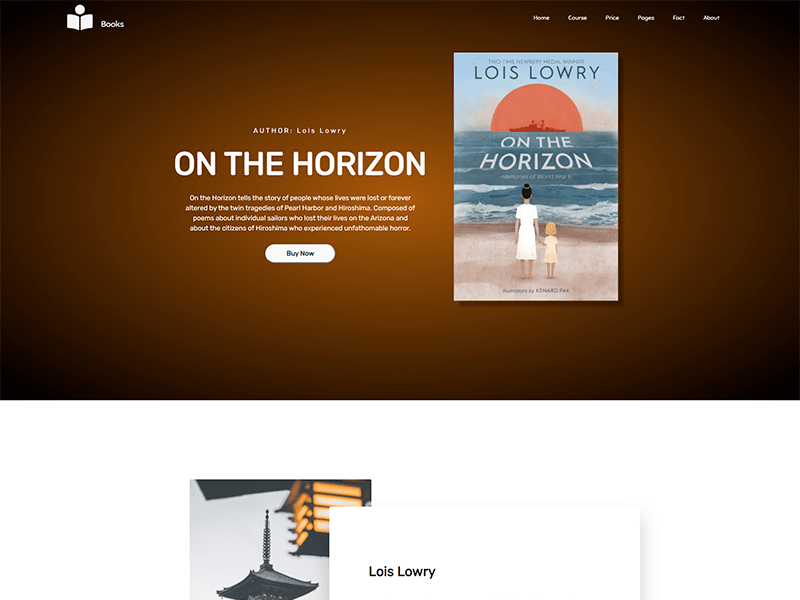 Books
Home Course Price Pages Fact About
AUTHOR: Lois Lowry
ON THE HORIZON
On the Horizon tells the story of people whose lives were lost or forever
altered by the twin tragedies of Pearl Harbor and Hiroshima. Composed of
poems about individual sailors who lost their lives on the Arizona and
about the citizens of Hiroshima who experienced unfathomable horror.
Buy Now
TWO TIME NEWBERY MEDAL WINNER
LOIS LOWRY
ON THE
HORIZON
Memories of World War II
illustrations by KENARD PAK
Lois Lowry